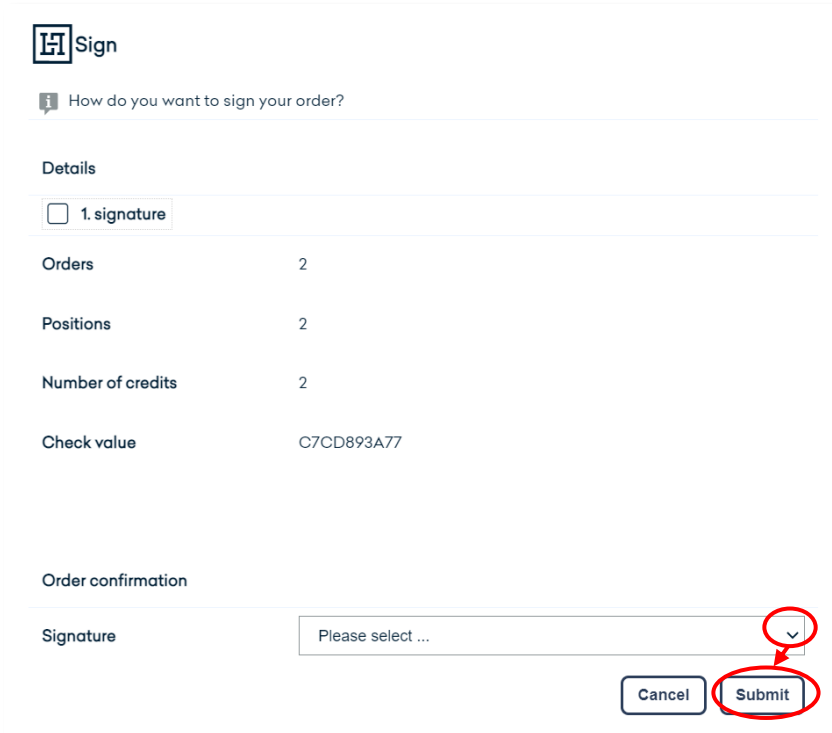 Sign
How do you want to sign your order?
Details
1. signature
Orders 2
Positions 2
Number of credits 2
Check value C7CD893A77
Order confirmation
Signature Please select ...
Cancel Submit